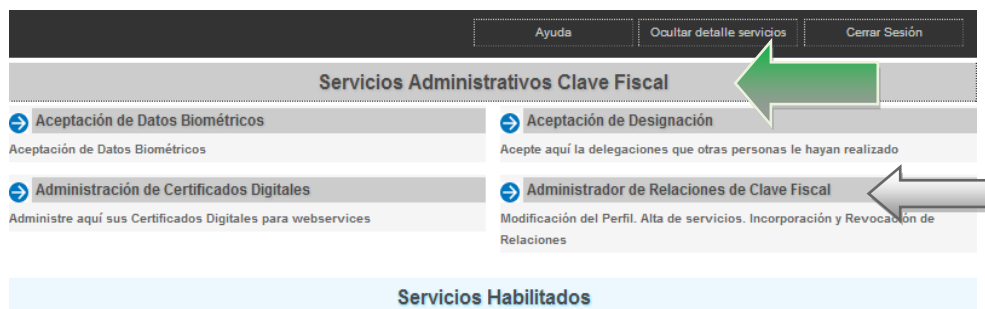 Ayuda Ocultar detalle servicios Cerrar Sesión
Servicios Administrativos Clave Fiscal
Aceptación de Datos Biométricos
Aceptación de Datos Biométricos
Aceptación de Designación
Acepte aquí la delegaciones que otras personas le hayan realizado
Administración de Certificados Digitales
Administre aquí sus Certificados Digitales para webservices
Administrador de Relaciones de Clave Fiscal
Modificación del Perfil. Alta de servicios. Incorporación y Revocación de
Relaciones
Servicios Habilitados